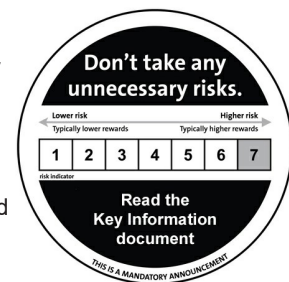 Don't take any
unnecessary risks.
Lower risk Higher risk
Typically lower rewards Typically higher rewards
1 2 3 4 5 6 7
risk indicator
Read the
Key Information
document
THIS IS A MANDATORY ANNOUNCEMENT
d